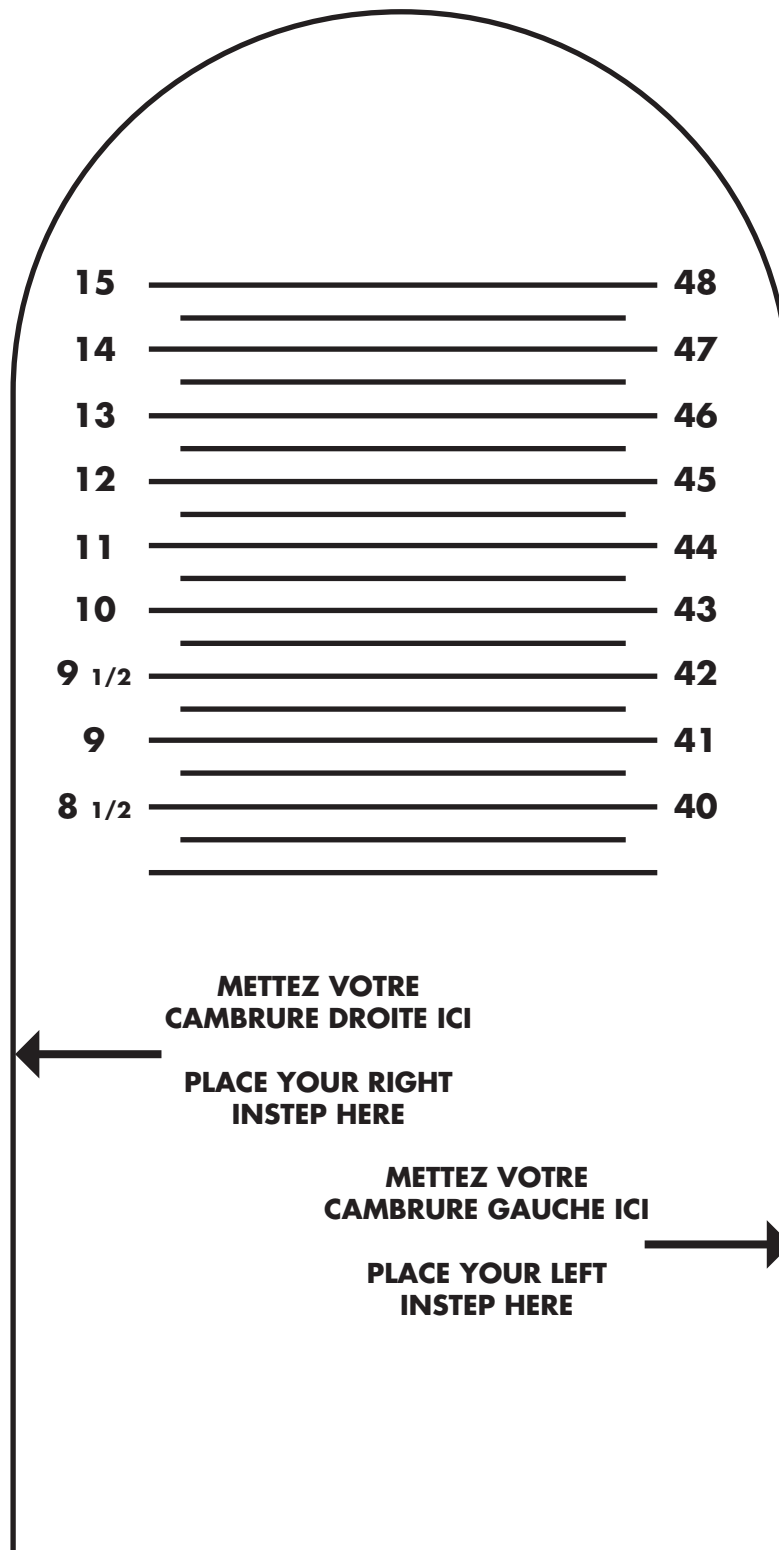 15 48
14 47
13 46
12 45
11 44
10 43
9 1/2 42
9 41
8 1/2 40
METTEZ VOTRE
CAMBRURE DROITE ICI
PLACE YOUR RIGHT
INSTEP HERE
METTEZ VOTRE
CAMBRURE GAUCHE ICI
PLACE YOUR LEFT
INSTEP HERE